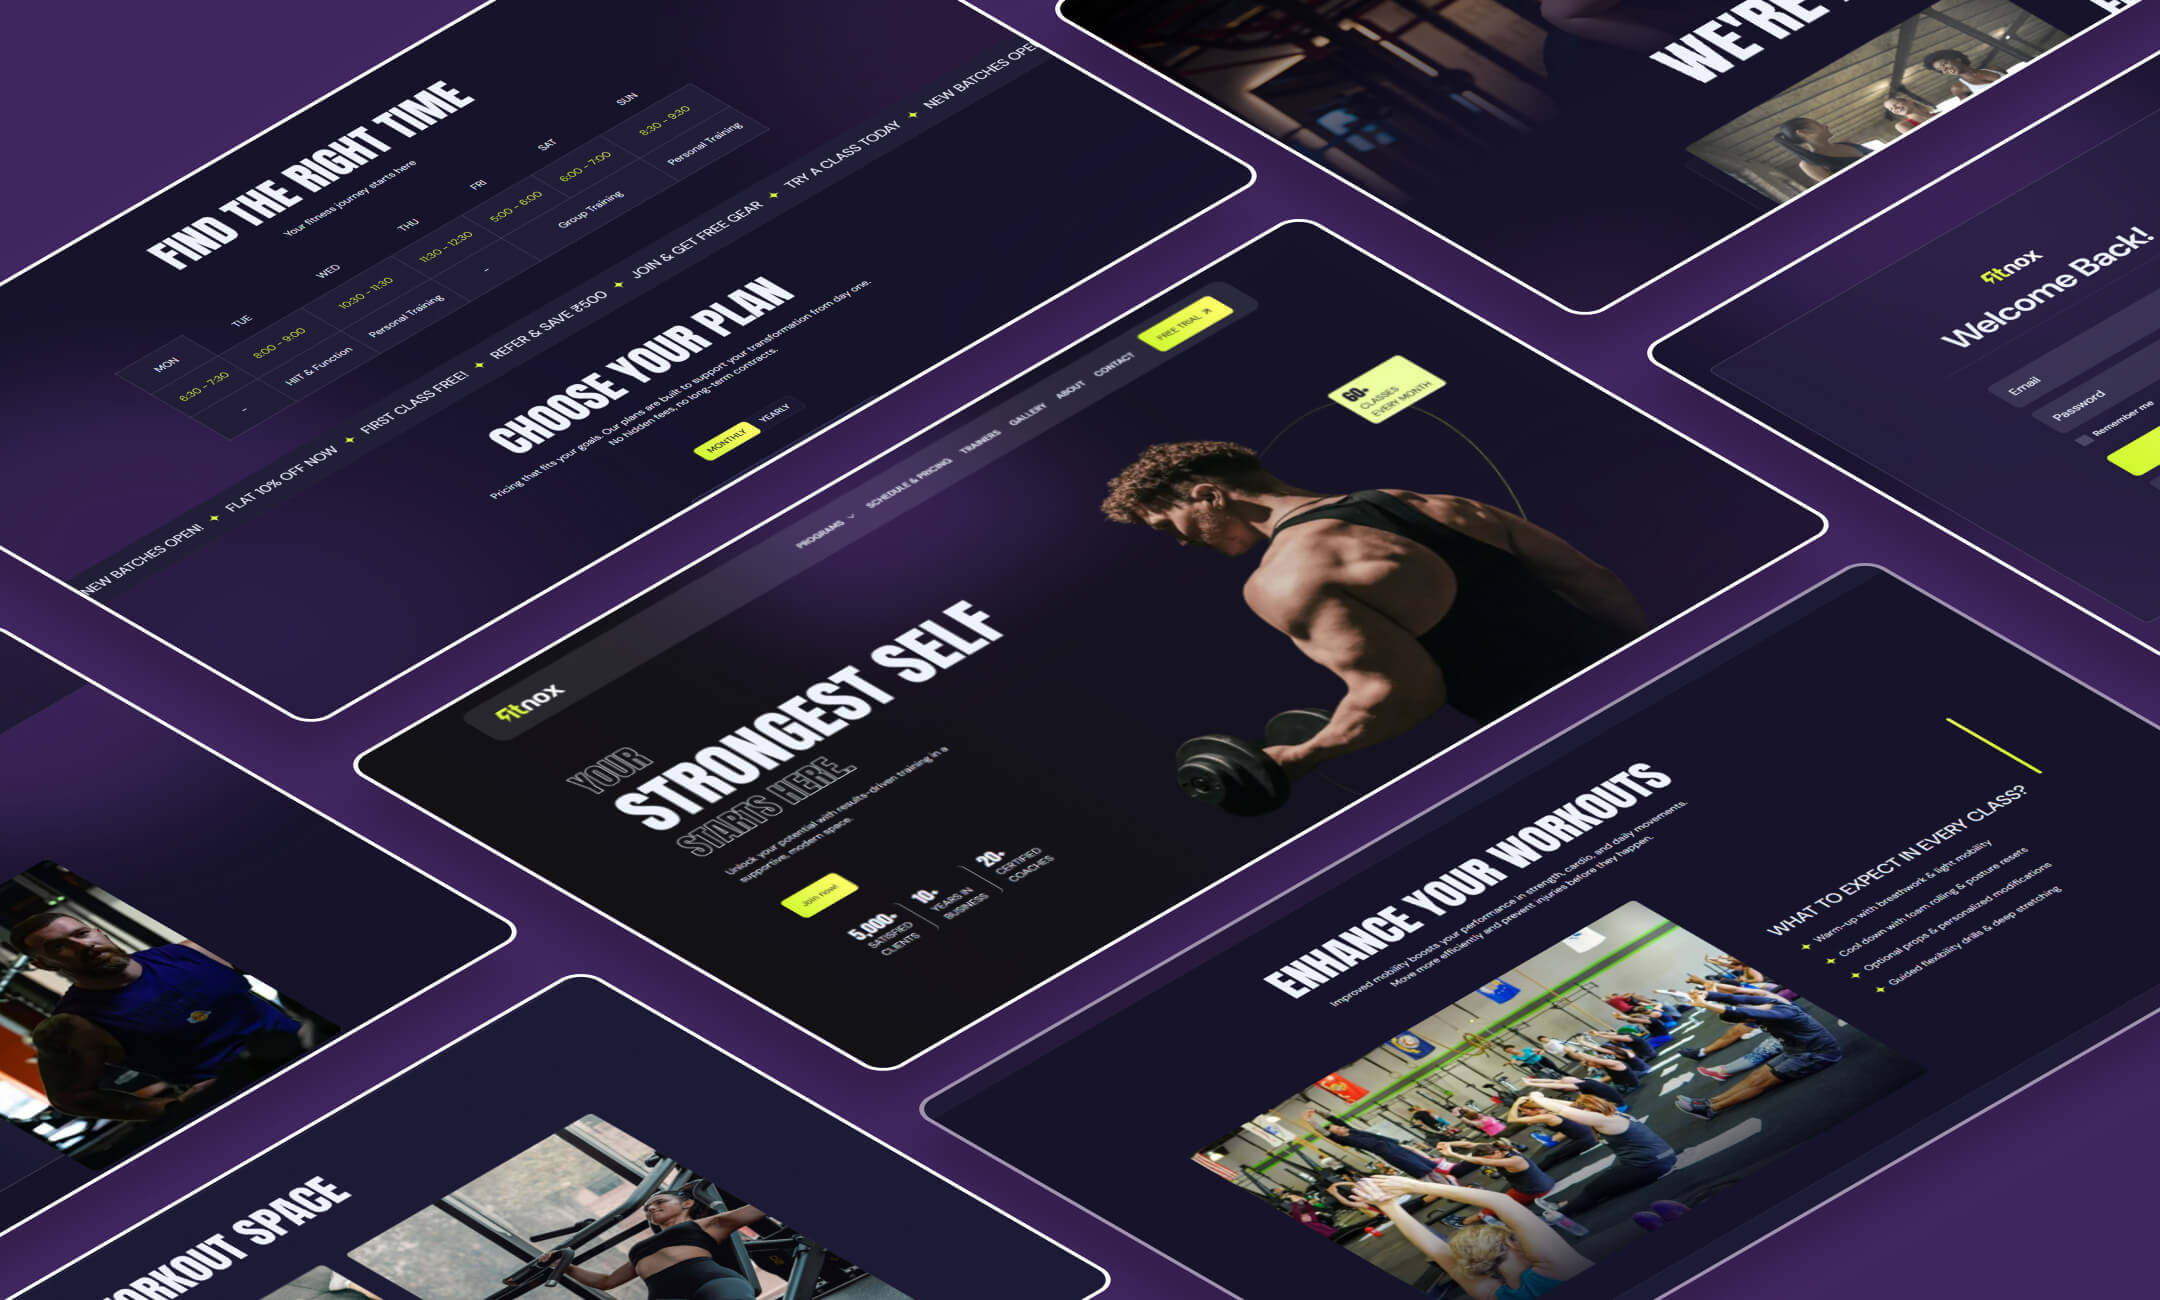 FIND THE RIGHT TIME
Your fitness journey starts here
MON TUE WED THU FRI SAT SUN
6:30 - 7:30 8:00 - 9:00 10:30 - 11:30 11:30 - 12:30 5:00 - 6:00 6:00 - 7:00 8:30 - 9:30
- HIIT & Function Personal Training - Group Training Personal Training
NEW BATCHES OPEN! ✦ FLAT 10% OFF NOW ✦ FIRST CLASS FREE! ✦ REFER & SAVE ₹500 ✦ JOIN & GET FREE GEAR ✦ TRY A CLASS TODAY ✦ NEW BATCHES OPE
CHOOSE YOUR PLAN
Pricing that fits your goals. Our plans are built to support your transformation from day one.
No hidden fees, no long-term contracts.
MONTHLY YEARLY
WE'RE
fitnox
Welcome Back!
Email
Password
Remember me
fitnox PROGRAMS SCHEDULE & PRICING TRAINERS GALLERY ABOUT CONTACT FREE TRIAL
60+
CLASSES
EVERY MONTH
YOUR
STRONGEST SELF
STARTS HERE.
Unlock your potential with results-driven training in a
supportive, modern space.
Join now!
5,000+
SATISFIED
CLIENTS
10+
YEARS IN
BUSINESS
20+
CERTIFIED
COACHES
ENHANCE YOUR WORKOUTS
Improved mobility boosts your performance in strength, cardio, and daily movements.
Move more efficiently and prevent injuries before they happen.
WHAT TO EXPECT IN EVERY CLASS?
✦ Warm-up with breathwork & light mobility
✦ Cool down with foam rolling & posture resets
✦ Optional props & personalized modifications
✦ Guided flexibility drills & deep stretching
ORKOUT SPACE